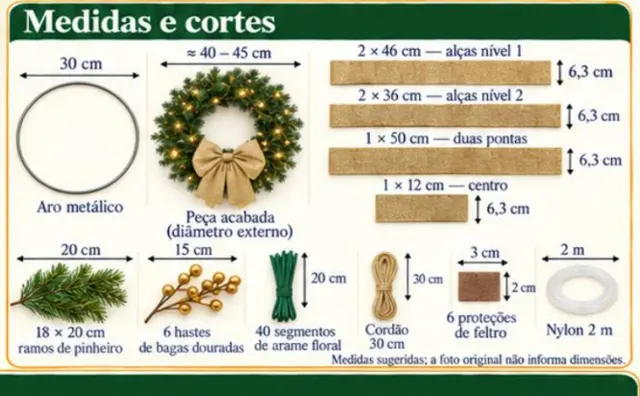 Medidas e cortes
30 cm
Aro metálico
≈ 40 – 45 cm
Peça acabada
(diâmetro externo)
2 × 46 cm — alças nível 1
6,3 cm
2 × 36 cm — alças nível 2
6,3 cm
1 × 50 cm — duas pontas
6,3 cm
1 × 12 cm — centro
6,3 cm
20 cm
18 × 20 cm
ramos de pinheiro
15 cm
6 hastes
de bagas douradas
20 cm
40 segmentos
de arame floral
30 cm
Cordão
30 cm
3 cm
2 cm
6 proteções
de feltro
2 m
Nylon 2 m
Medidas sugeridas; a foto original não informa dimensões.